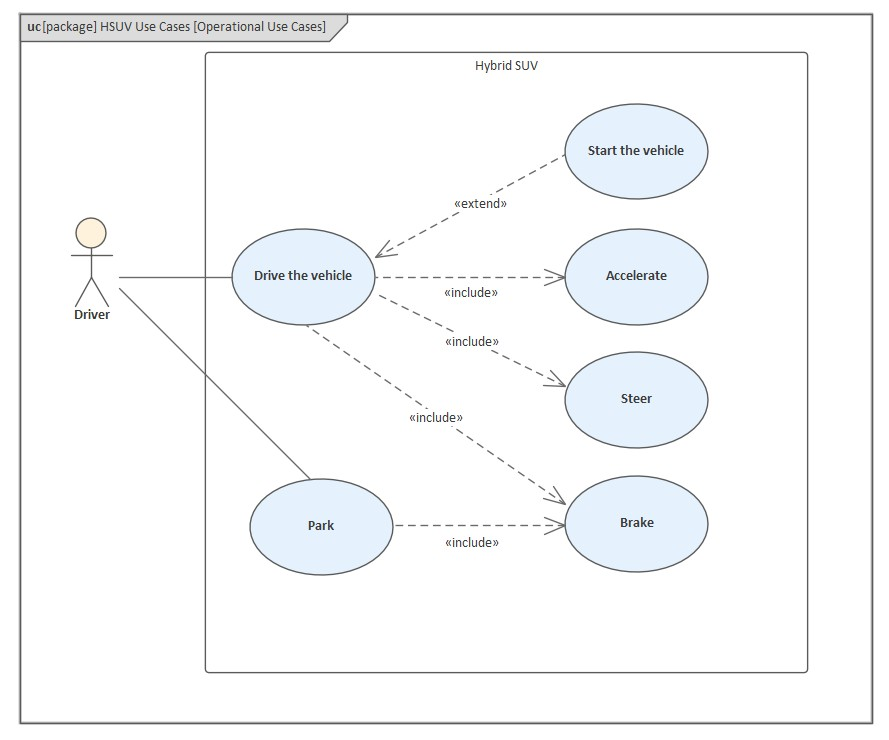 uc [package] HSUV Use Cases [Operational Use Cases]
Hybrid SUV
Start the vehicle
«extend»
Drive the vehicle
Accelerate
«include»
Driver
«include»
Steer
«include»
Park
Brake
«include»